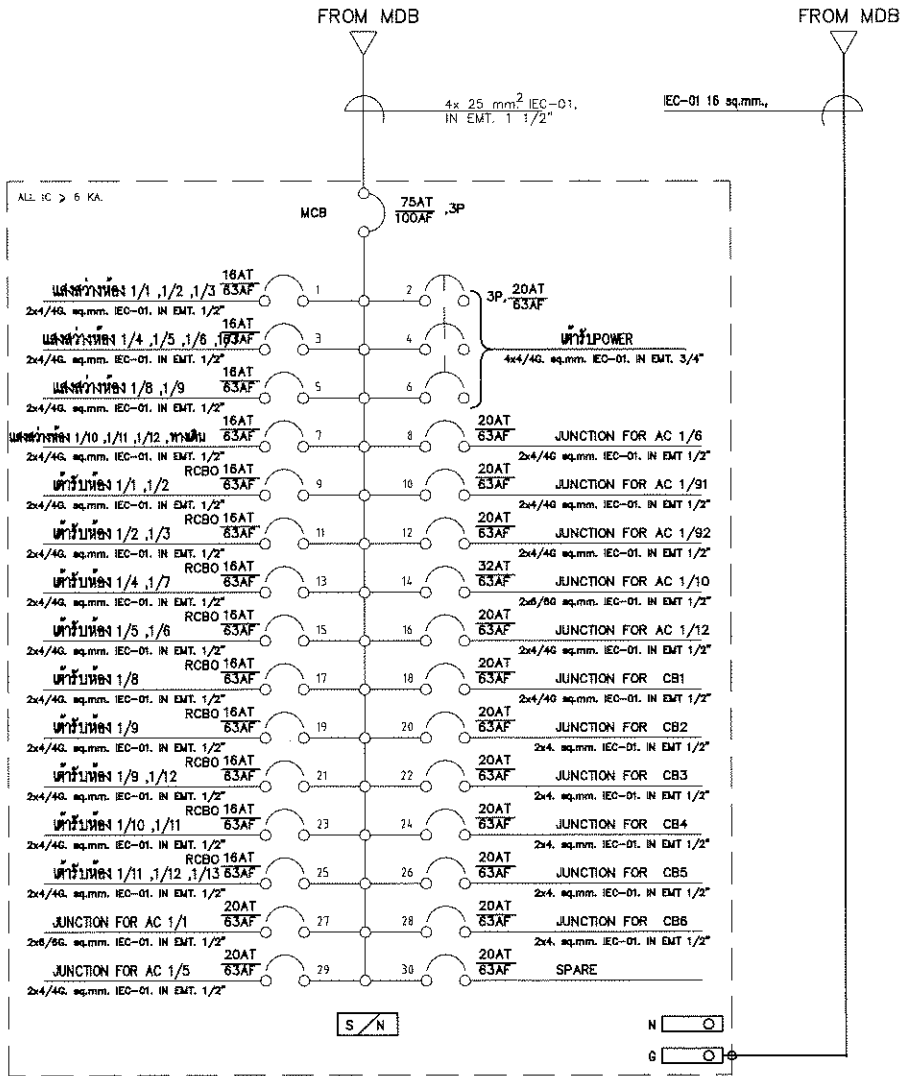 FROM MDB
FROM MDB
4x 25 mm.2 IEC-01,
IN EMT. 1 1/2"
IEC-01 16 sq.mm.,
ALL IC > 6 KA.
MCB
75AT
100AF ,3P
แสงสว่างห้อง 1/1 ,1/2 ,1/3
16AT
63AF
1
2x4/4G. sq.mm. IEC-01. IN EMT. 1/2"
2
3P, 20AT
63AF
แสงสว่างห้อง 1/4 ,1/5 ,1/6
16AT
63AF
3
2x4/4G. sq.mm. IEC-01. IN EMT. 1/2"
4
เต้ารับPOWER
4x4/4G. sq.mm. IEC-01. IN EMT. 3/4"
แสงสว่างห้อง 1/8 ,1/9
16AT
63AF
5
2x4/4G. sq.mm. IEC-01. IN EMT. 1/2"
6
แสงสว่างห้อง 1/10 ,1/11 ,1/12 ,ทางเดิน
16AT
63AF
7
2x4/4G. sq.mm. IEC-01. IN EMT. 1/2"
8
20AT
63AF
JUNCTION FOR AC 1/6
2x4/4G sq.mm. IEC-01. IN EMT 1/2"
เต้ารับห้อง 1/1 ,1/2
RCBO 16AT
63AF
9
2x4/4G. sq.mm. IEC-01. IN EMT. 1/2"
10
20AT
63AF
JUNCTION FOR AC 1/91
2x4/4G sq.mm. IEC-01. IN EMT 1/2"
เต้ารับห้อง 1/2 ,1/3
RCBO 16AT
63AF
11
2x4/4G. sq.mm. IEC-01. IN EMT. 1/2"
12
20AT
63AF
JUNCTION FOR AC 1/92
2x4/4G sq.mm. IEC-01. IN EMT 1/2"
เต้ารับห้อง 1/4 ,1/7
RCBO 16AT
63AF
13
2x4/4G. sq.mm. IEC-01. IN EMT. 1/2"
14
32AT
63AF
JUNCTION FOR AC 1/10
2x6/6G sq.mm. IEC-01. IN EMT 1/2"
เต้ารับห้อง 1/5 ,1/6
RCBO 16AT
63AF
15
2x4/4G. sq.mm. IEC-01. IN EMT. 1/2"
16
20AT
63AF
JUNCTION FOR AC 1/12
2x4/4G sq.mm. IEC-01. IN EMT 1/2"
เต้ารับห้อง 1/8
RCBO 16AT
63AF
17
2x4/4G. sq.mm. IEC-01. IN EMT. 1/2"
18
20AT
63AF
JUNCTION FOR CB1
2x4/4G sq.mm. IEC-01. IN EMT 1/2"
เต้ารับห้อง 1/9
RCBO 16AT
63AF
19
2x4/4G. sq.mm. IEC-01. IN EMT. 1/2"
20
20AT
63AF
JUNCTION FOR CB2
2x4. sq.mm. IEC-01. IN EMT 1/2"
เต้ารับห้อง 1/9 ,1/12
RCBO 16AT
63AF
21
2x4/4G. sq.mm. IEC-01. IN EMT. 1/2"
22
20AT
63AF
JUNCTION FOR CB3
2x4. sq.mm. IEC-01. IN EMT 1/2"
เต้ารับห้อง 1/10 ,1/11
RCBO 16AT
63AF
23
2x4/4G. sq.mm. IEC-01. IN EMT. 1/2"
24
20AT
63AF
JUNCTION FOR CB4
2x4. sq.mm. IEC-01. IN EMT 1/2"
เต้ารับห้อง 1/11 ,1/12 ,1/13
RCBO 16AT
63AF
25
2x4/4G. sq.mm. IEC-01. IN EMT. 1/2"
26
20AT
63AF
JUNCTION FOR CB5
2x4. sq.mm. IEC-01. IN EMT 1/2"
JUNCTION FOR AC 1/1
20AT
63AF
27
2x6/6G. sq.mm. IEC-01. IN EMT. 1/2"
28
20AT
63AF
JUNCTION FOR CB6
2x4. sq.mm. IEC-01. IN EMT 1/2"
JUNCTION FOR AC 1/5
20AT
63AF
29
2x4/4G. sq.mm. IEC-01. IN EMT. 1/2"
30
20AT
63AF
SPARE
S/N
N
G